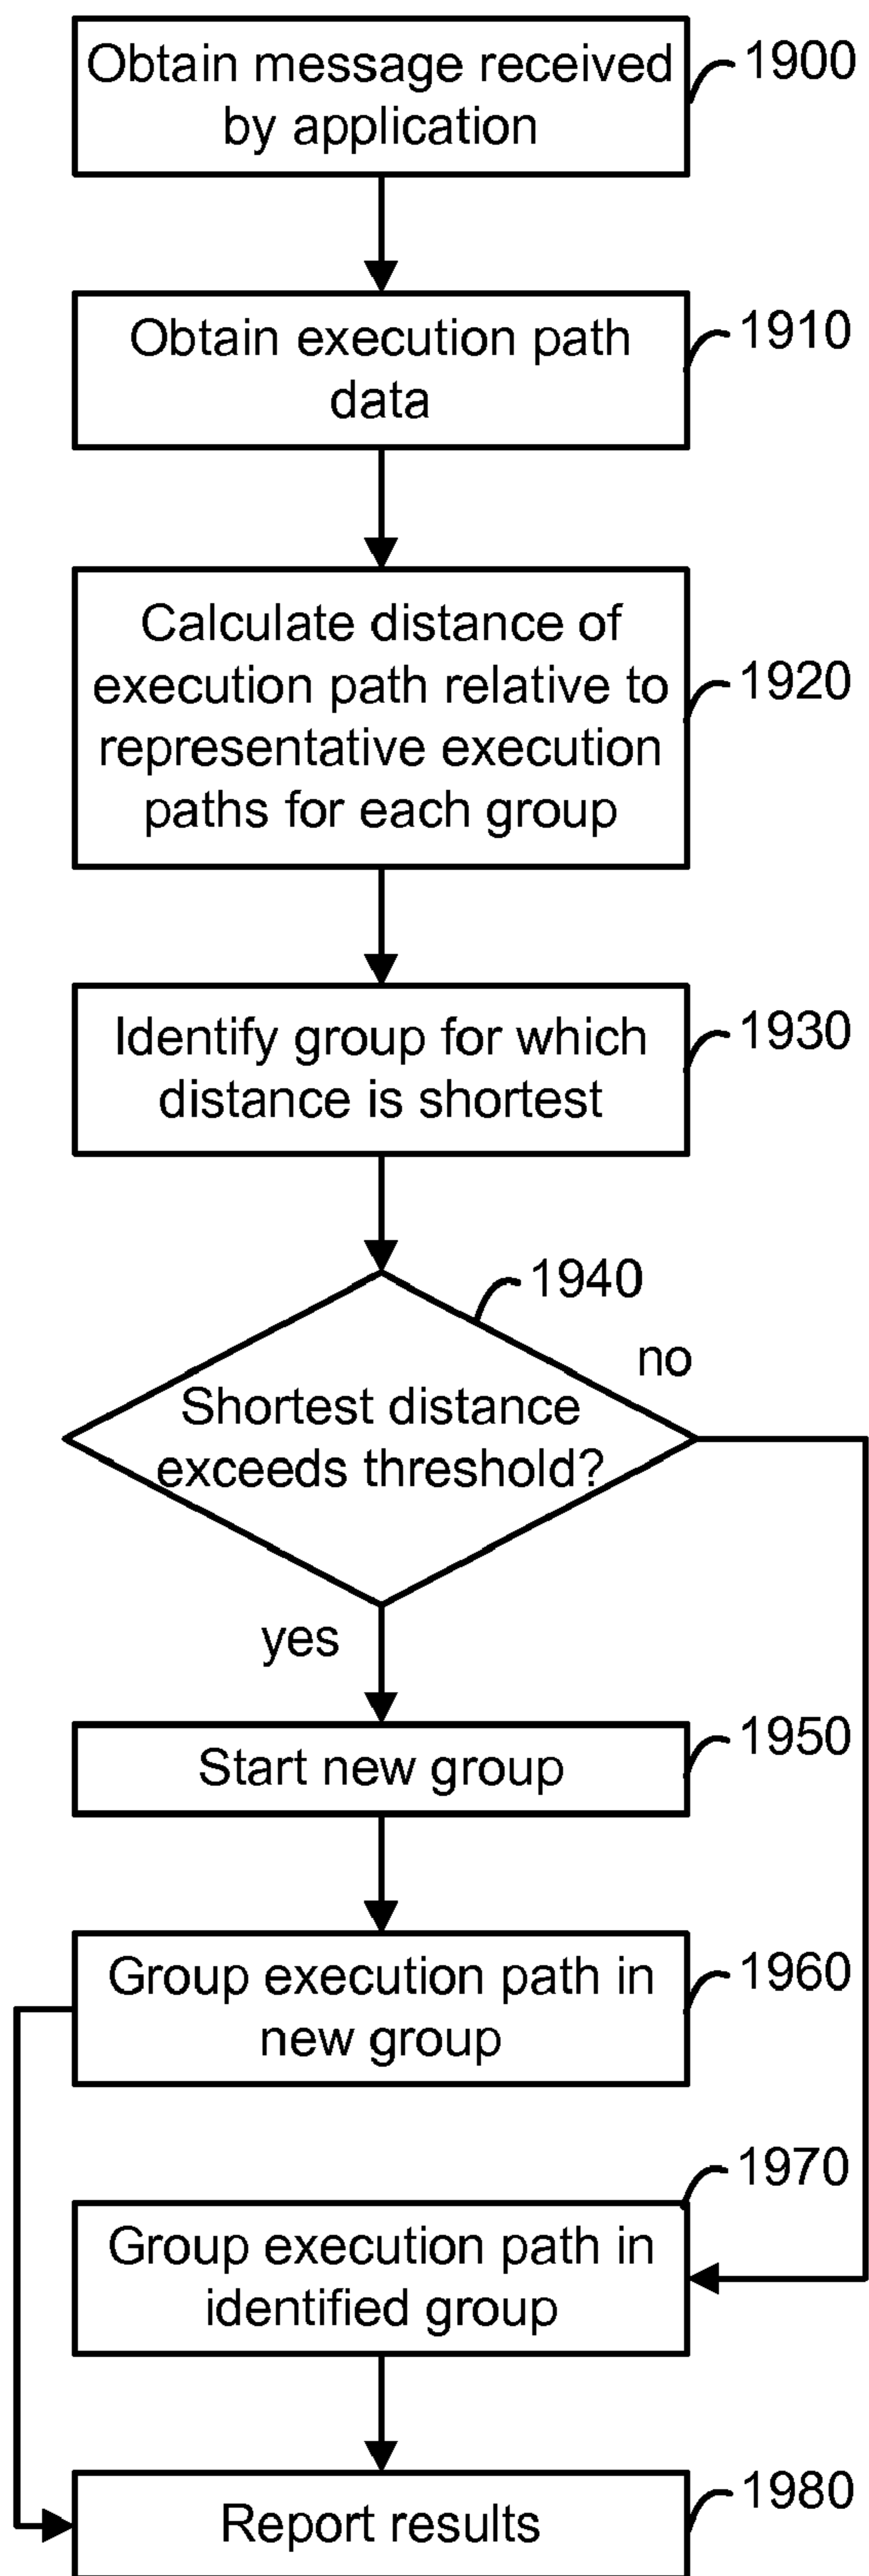 Obtain message received
by application
1900
Obtain execution path
data
1910
Calculate distance of
execution path relative to
representative execution
paths for each group
1920
Identify group for which
distance is shortest
1930
1940
no
Shortest distance
exceeds threshold?
yes
Start new group
1950
Group execution path in
new group
1960
1970
Group execution path in
identified group
Report results
1980